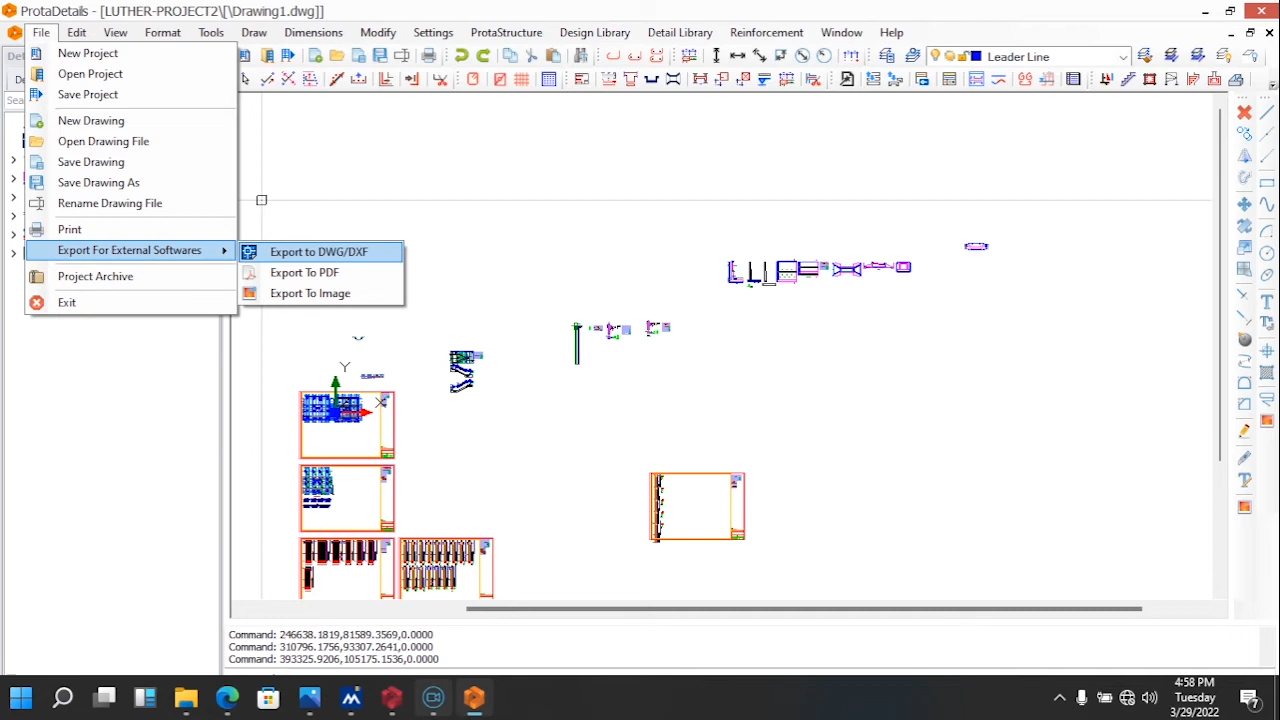 ProtaDetails - [LUTHER-PROJECT2\[\Drawing1.dwg]]
File Edit View Format Tools Draw Dimensions Modify Settings ProtaStructure Design Library Detail Library Reinforcement Window Help
New Project
Open Project
Save Project
Leader Line
New Drawing
Open Drawing File
Save Drawing
Save Drawing As
Rename Drawing File
Print
Export For External Softwares
Export to DWG/DXF
Export To PDF
Export To Image
Project Archive
Exit
Y
X
Command: 246638.1819,81589.3569,0.0000
Command: 310796.1756,93307.2641,0.0000
Command: 393325.9206,105175.1536,0.0000
4:58 PM
Tuesday
3/29/2022
7